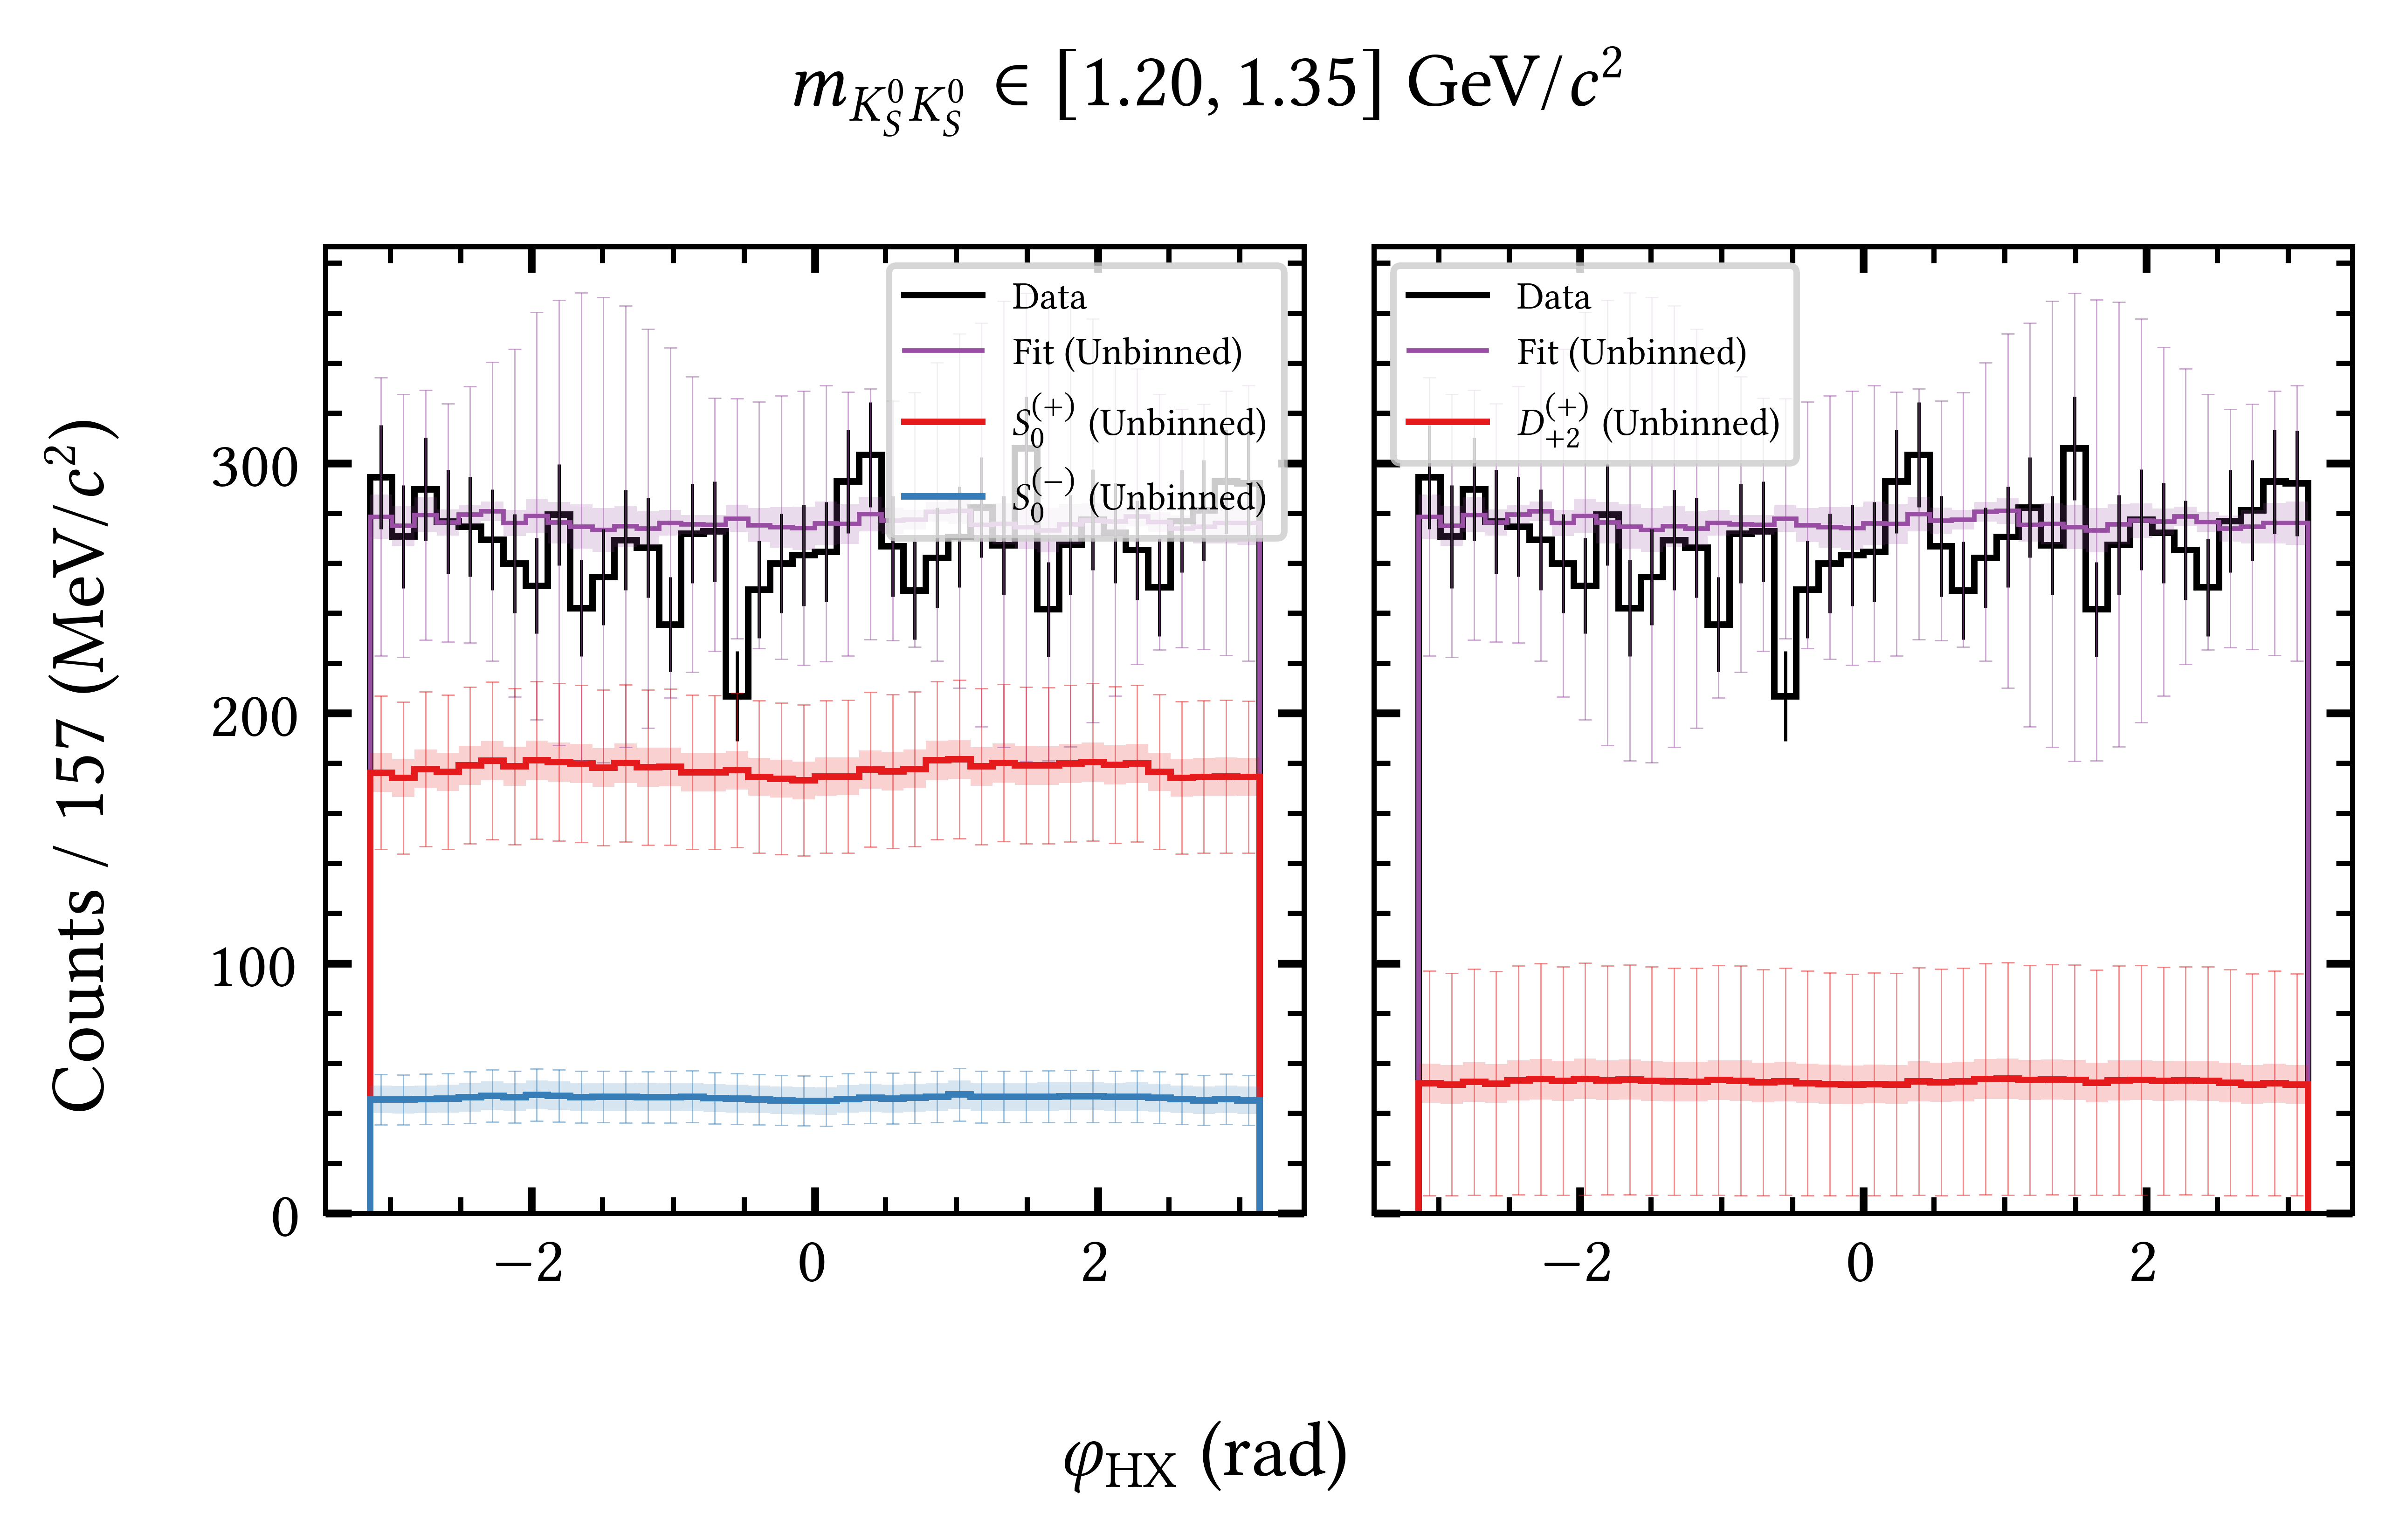 m_{K_S^0 K_S^0} ∈ [1.20, 1.35] GeV/c²
Counts / 157 (MeV/c²)
300
200
100
0
Data
Fit (Unbinned)
S_0^{(+)} (Unbinned)
S_0^{(−)} (Unbinned)
−2
0
2
Data
Fit (Unbinned)
D_{+2}^{(+)} (Unbinned)
−2
0
2
φ_{HX} (rad)